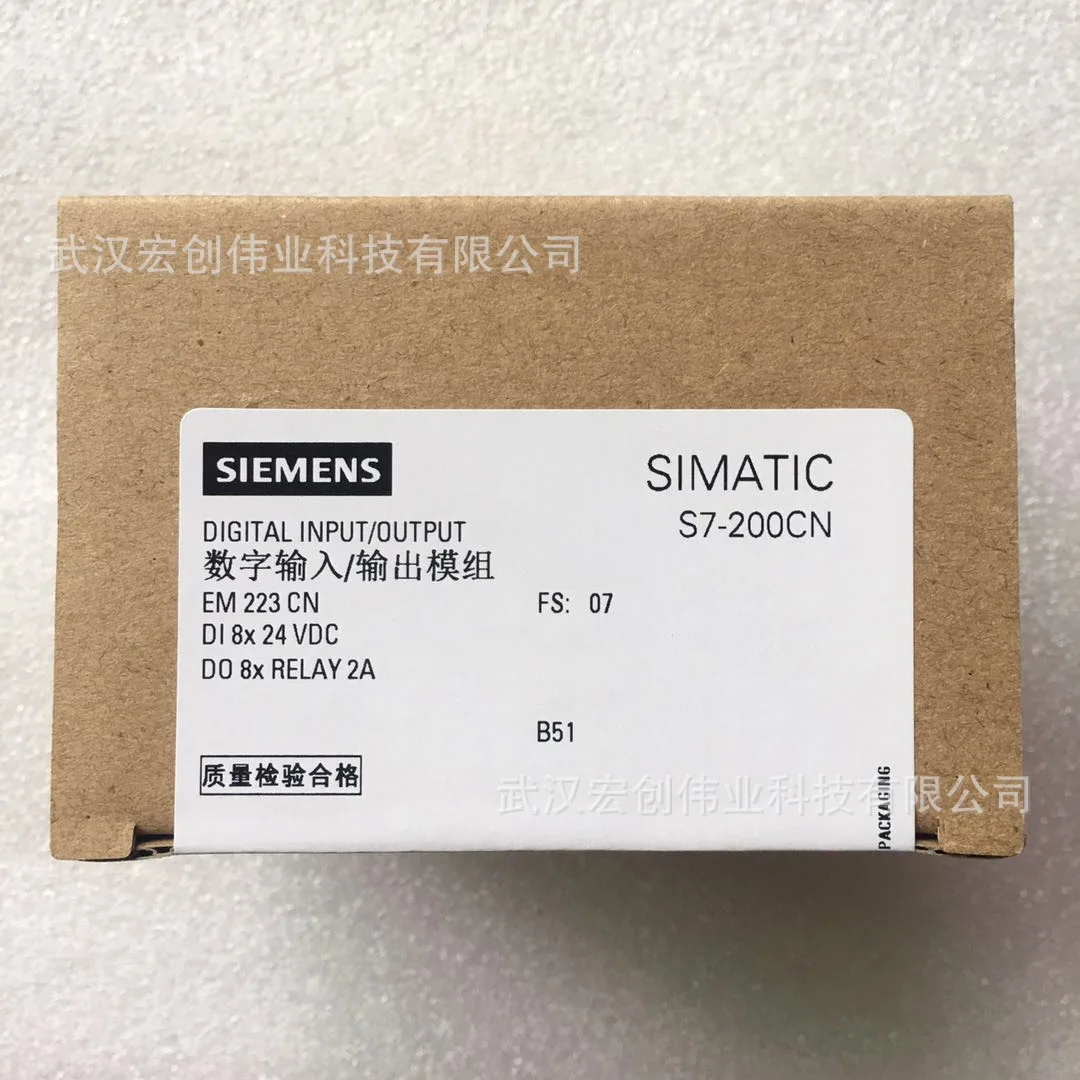 武汉宏创伟业科技有限公司
SIEMENS
SIMATIC
S7-200CN
DIGITAL INPUT/OUTPUT
数字输入/输出模组
EM 223 CN
FS: 07
DI 8x 24 VDC
DO 8x RELAY 2A
B51
质量检验合格
武汉宏创伟业科技有限公司
PACKAGING